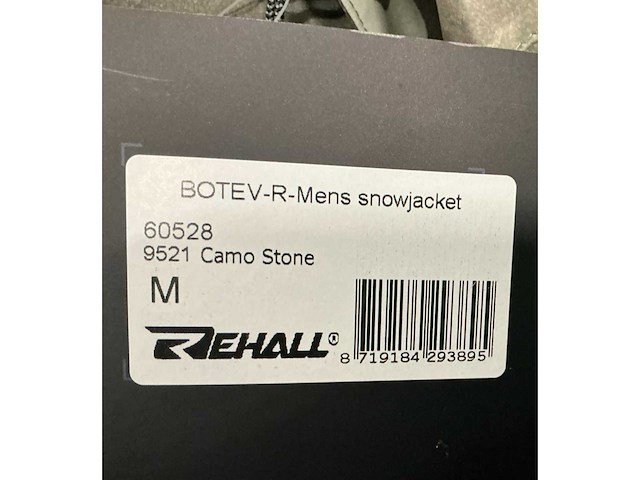 BOTEV-R-Mens snowjacket
60528
9521 Camo Stone
M
REHALL®
8 719184 293895